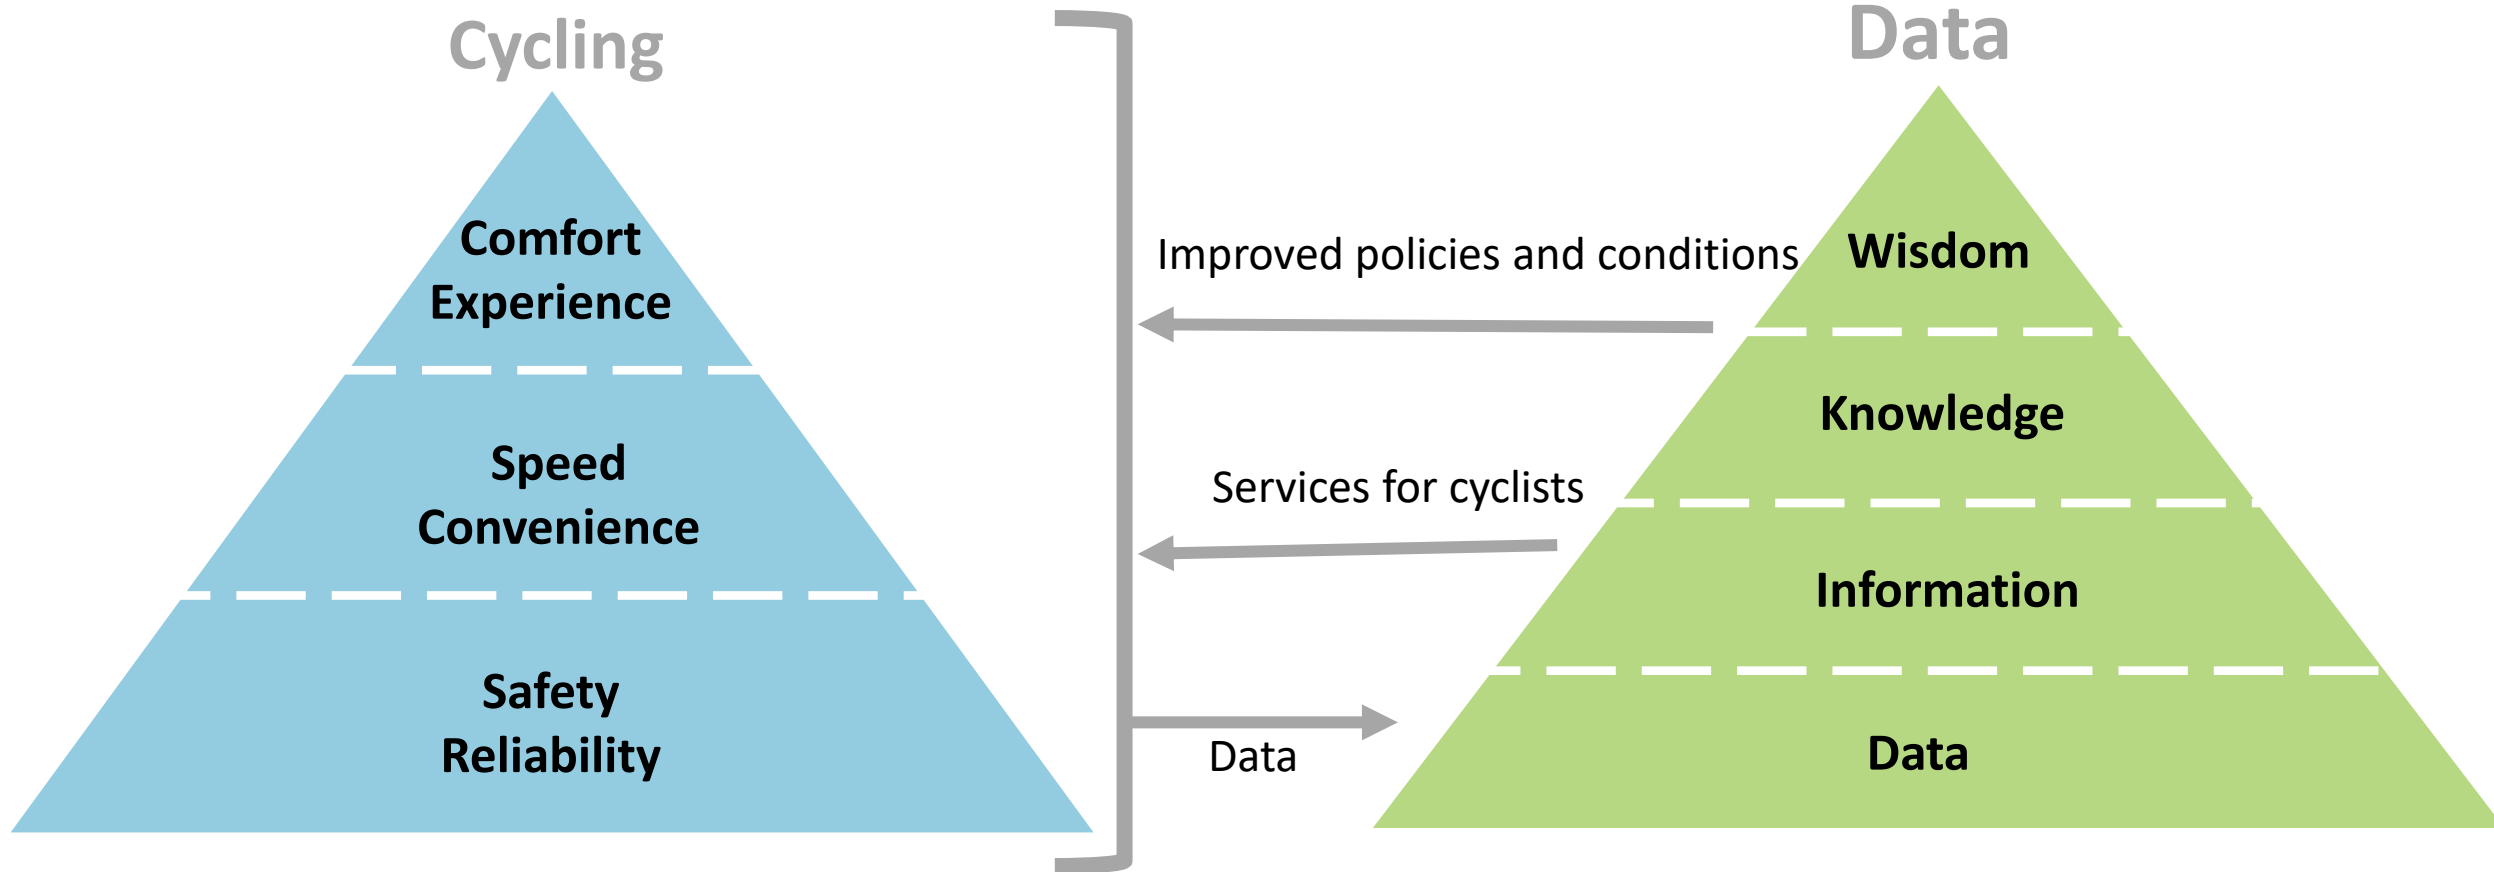 Cycling
Comfort
Experience
Speed
Convenience
Safety
Reliability
Improved policies and conditions
Services for cyclists
Data
Data
Wisdom
Knowledge
Information
Data